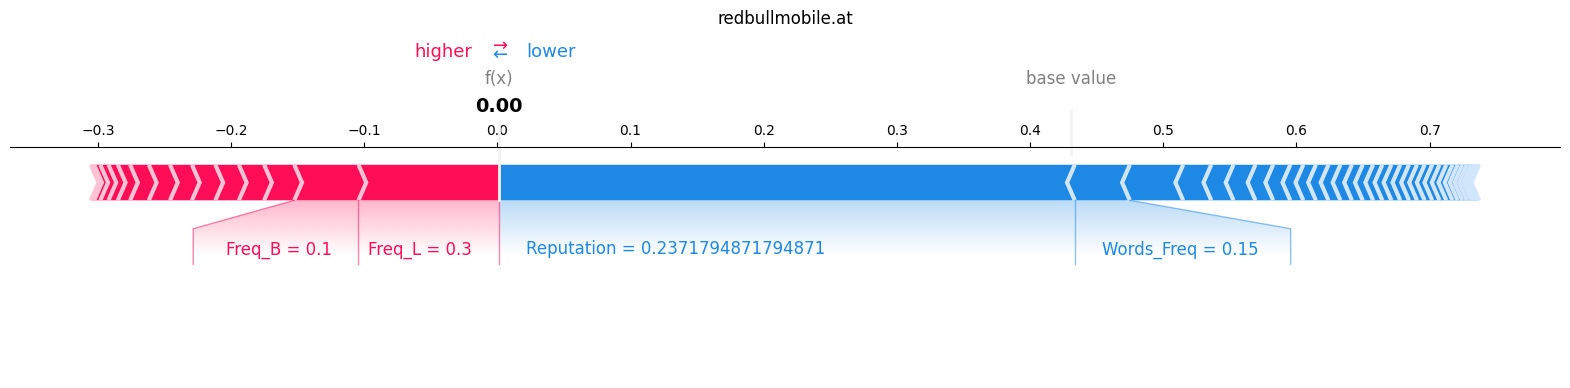 redbullmobile.at
higher ⇄ lower
f(x) base value
0.00
−0.3 −0.2 −0.1 0.0 0.1 0.2 0.3 0.4 0.5 0.6 0.7
Freq_B = 0.1 Freq_L = 0.3 Reputation = 0.2371794871794871 Words_Freq = 0.15